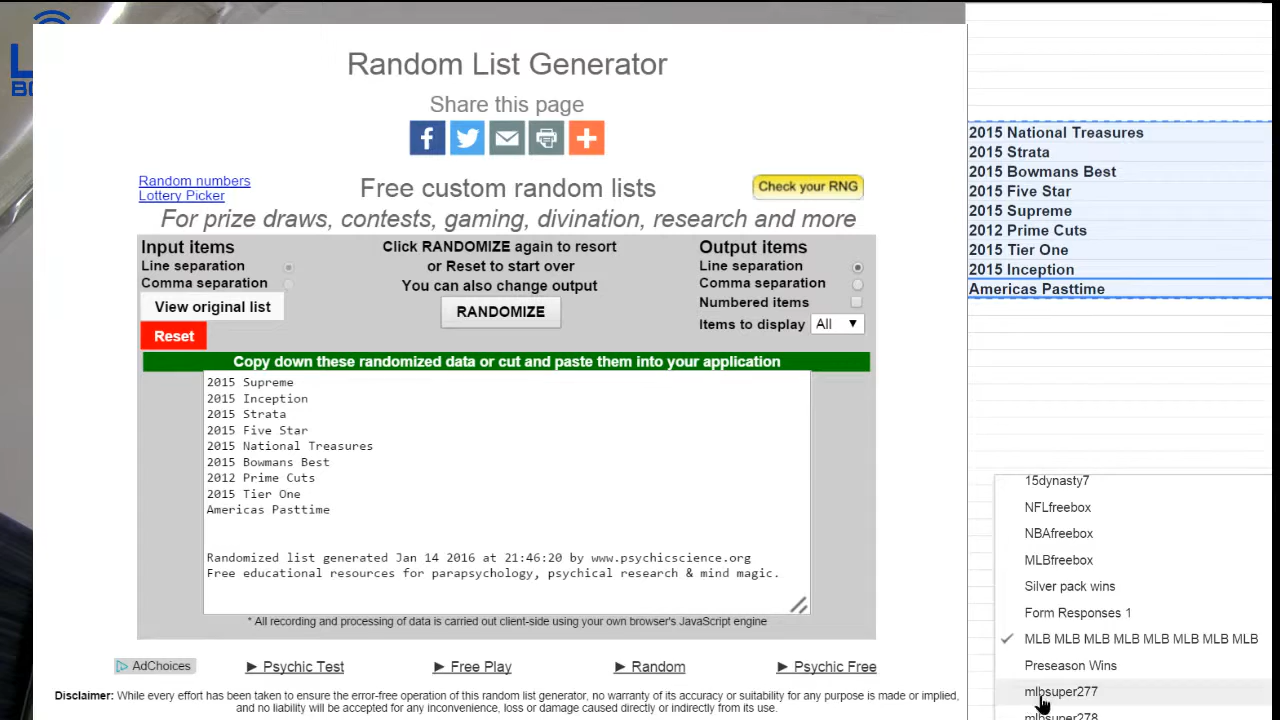 Random List Generator
Share this page
Random numbers
Lottery Picker
Free custom random lists
Check your RNG
For prize draws, contests, gaming, divination, research and more
Input items
Line separation
Comma separation
View original list
Reset
Click RANDOMIZE again to resort
or Reset to start over
You can also change output
RANDOMIZE
Output items
Line separation
Comma separation
Numbered items
Items to display All
Copy down these randomized data or cut and paste them into your application
2015 Supreme
2015 Inception
2015 Strata
2015 Five Star
2015 National Treasures
2015 Bowmans Best
2012 Prime Cuts
2015 Tier One
Americas Pasttime
Randomized list generated Jan 14 2016 at 21:46:20 by www.psychicscience.org
Free educational resources for parapsychology, psychical research & mind magic.
* All recording and processing of data is carried out client-side using your own browser's JavaScript engine
AdChoices
Psychic Test
Free Play
Random
Psychic Free
Disclaimer: While every effort has been taken to ensure the error-free operation of this random list generator, no warranty of its accuracy or suitability for any purpose is made or implied,
and no liability will be accepted for any inconvenience, loss or damage caused directly or indirectly from its use.
2015 National Treasures
2015 Strata
2015 Bowmans Best
2015 Five Star
2015 Supreme
2012 Prime Cuts
2015 Tier One
2015 Inception
Americas Pasttime
15dynasty7
NFLfreebox
NBAfreebox
MLBfreebox
Silver pack wins
Form Responses 1
MLB MLB MLB MLB MLB MLB MLB MLB
Preseason Wins
mlbsuper277
mlbsuper278